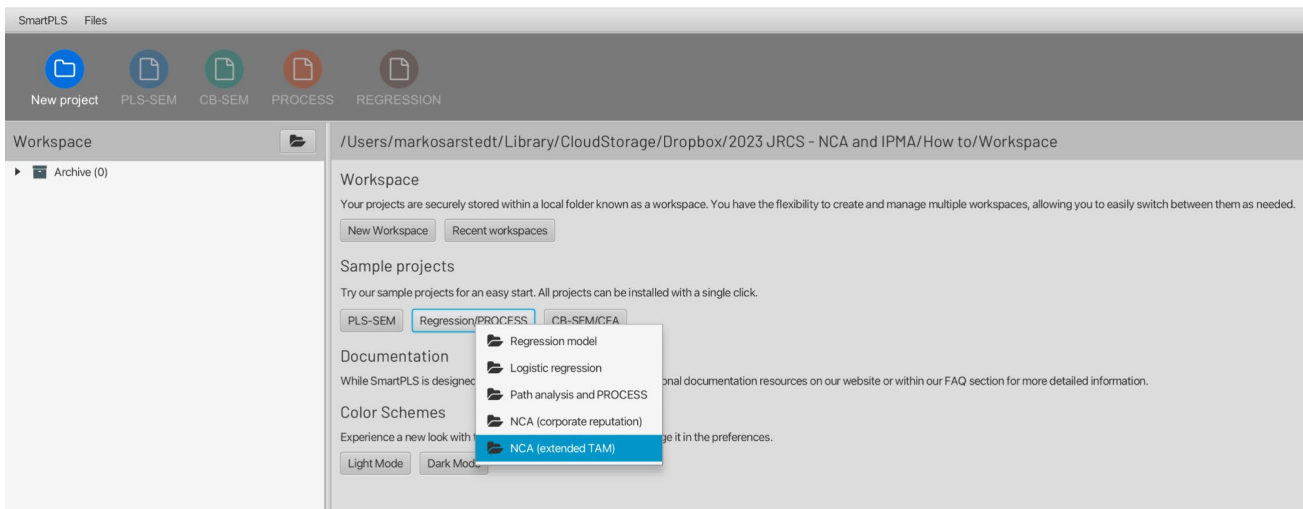 SmartPLS Files
New project PLS-SEM CB-SEM PROCESS REGRESSION
Workspace
Archive (0)
/Users/markosarstedt/Library/CloudStorage/Dropbox/2023 JRCS - NCA and IPMA/How to/Workspace
Workspace
Your projects are securely stored within a local folder known as a workspace. You have the flexibility to create and manage multiple workspaces, allowing you to easily switch between them as needed.
New Workspace Recent workspaces
Sample projects
Try our sample projects for an easy start. All projects can be installed with a single click.
PLS-SEM Regression/PROCESS CB-SEM/CFA
Regression model
Logistic regression
Path analysis and PROCESS
NCA (corporate reputation)
NCA (extended TAM)
Documentation
While SmartPLS is designed onal documentation resources on our website or within our FAQ section for more detailed information.
Color Schemes
Experience a new look with ge it in the preferences.
Light Mode Dark Mode